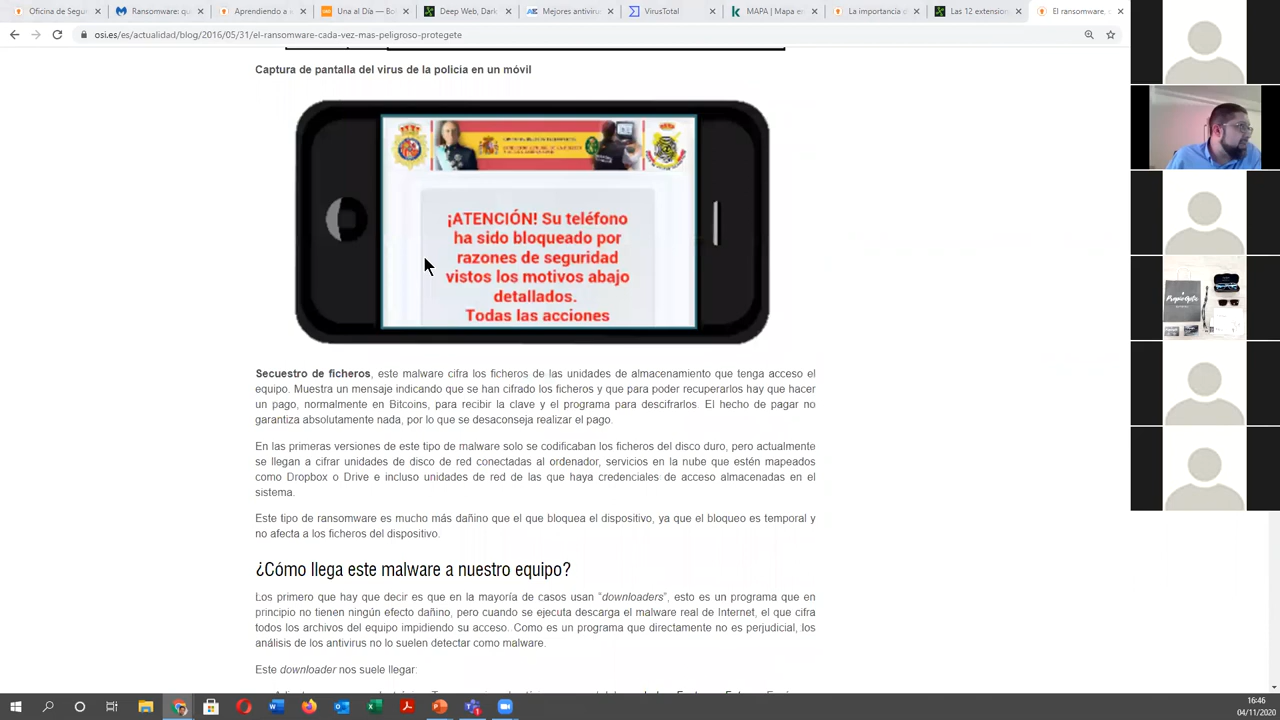 Oficina de Segu
Ransomware: qu
Aprendiendo a e
Una al Día — Bo
Deep Web, Dark
Mejores antiviru
VirusTotal
MAPA | Mapa en
La importancia d
Las 12 extension
El ransomware, c
osi.es/es/actualidad/blog/2016/05/31/el-ransomware-cada-vez-mas-peligroso-protegete
Captura de pantalla del virus de la policia en un móvil
¡ATENCIÓN! Su teléfono
ha sido bloqueado por
razones de seguridad
vistos los motivos abajo
detallados.
Todas las acciones
Secuestro de ficheros, este malware cifra los ficheros de las unidades de almacenamiento que tenga acceso el
equipo. Muestra un mensaje indicando que se han cifrado los ficheros y que para poder recuperarlos hay que hacer
un pago, normalmente en Bitcoins, para recibir la clave y el programa para descifrarlos. El hecho de pagar no
garantiza absolutamente nada, por lo que se desaconseja realizar el pago.
En las primeras versiones de este tipo de malware solo se codificaban los ficheros del disco duro, pero actualmente
se llegan a cifrar unidades de disco de red conectadas al ordenador, servicios en la nube que estén mapeados
como Dropbox o Drive e incluso unidades de red de las que haya credenciales de acceso almacenadas en el
sistema.
Este tipo de ransomware es mucho más dañino que el que bloquea el dispositivo, ya que el bloqueo es temporal y
no afecta a los ficheros del dispositivo.
¿Cómo llega este malware a nuestro equipo?
Los primero que hay que decir es que en la mayoría de casos usan “downloaders”, esto es un programa que en
principio no tienen ningún efecto dañino, pero cuando se ejecuta descarga el malware real de Internet, el que cifra
todos los archivos del equipo impidiendo su acceso. Como es un programa que directamente no es perjudicial, los
análisis de los antivirus no lo suelen detectar como malware.
Este downloader nos suele llegar:
16:46
04/11/2020